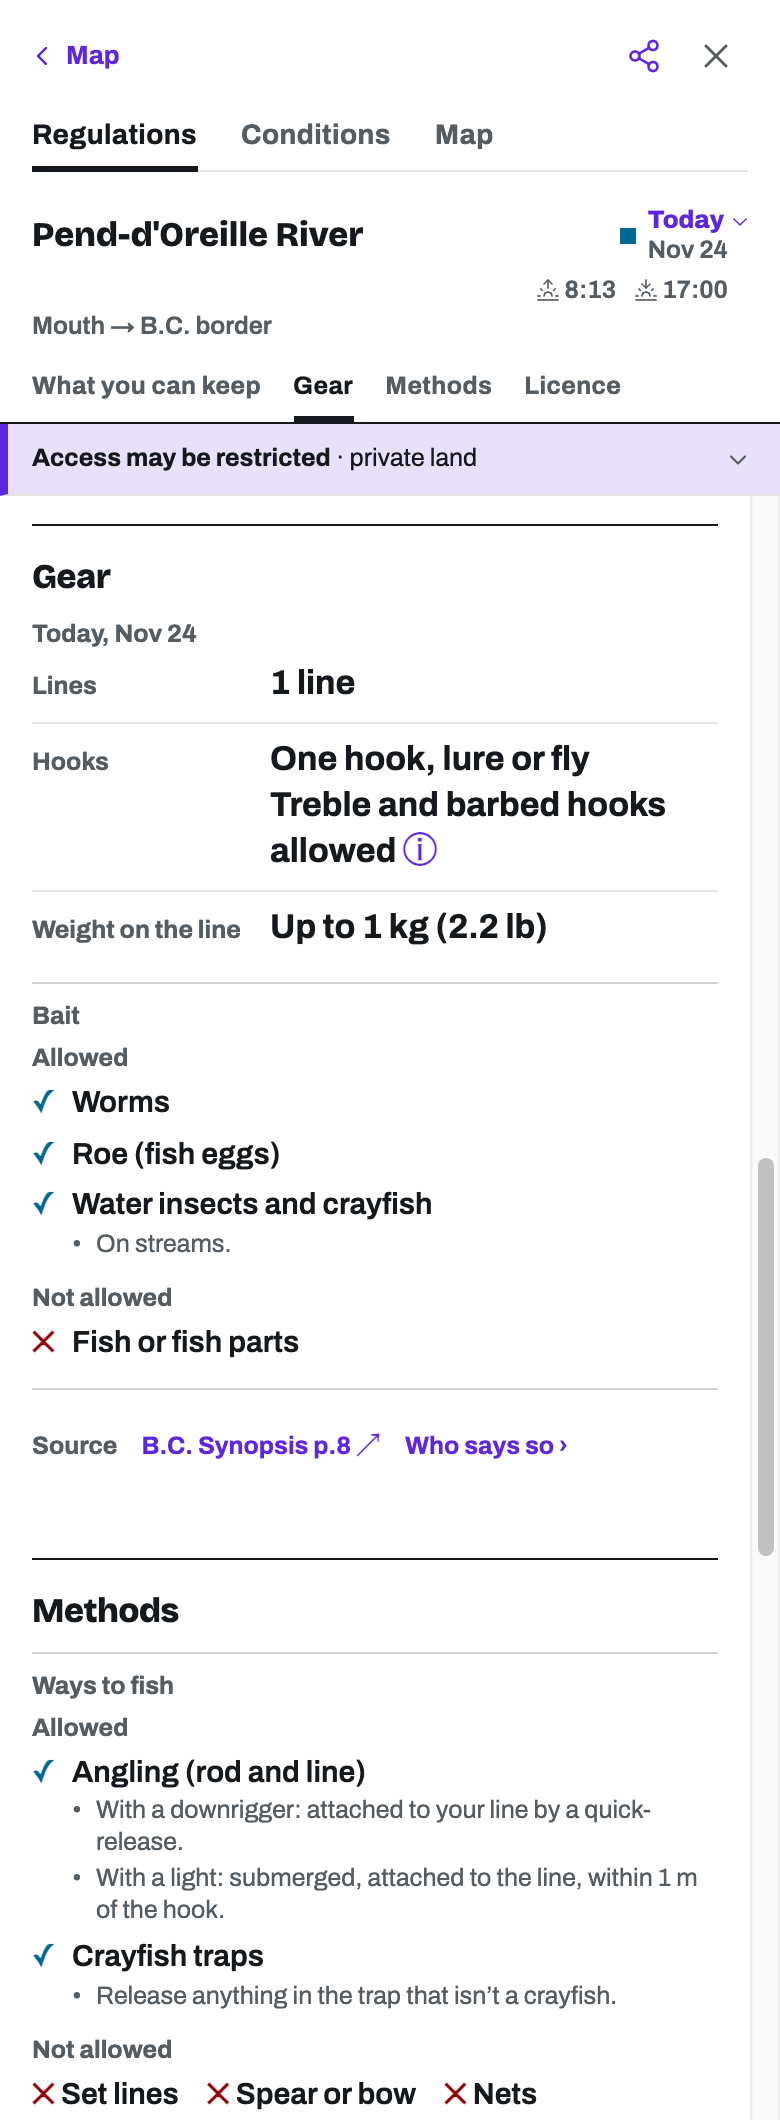 Map
Regulations Conditions Map
Pend-d'Oreille River
Today
Nov 24
8:13 17:00
Mouth → B.C. border
What you can keep Gear Methods Licence
Access may be restricted · private land
Gear
Today, Nov 24
Lines 1 line
Hooks One hook, lure or fly
Treble and barbed hooks
allowed ⓘ
Weight on the line Up to 1 kg (2.2 lb)
Bait
Allowed
✓ Worms
✓ Roe (fish eggs)
✓ Water insects and crayfish
• On streams.
Not allowed
✕ Fish or fish parts
Source B.C. Synopsis p.8 ↗ Who says so ›
Methods
Ways to fish
Allowed
✓ Angling (rod and line)
• With a downrigger: attached to your line by a quick-
release.
• With a light: submerged, attached to the line, within 1 m
of the hook.
✓ Crayfish traps
• Release anything in the trap that isn’t a crayfish.
Not allowed
✕ Set lines ✕ Spear or bow ✕ Nets